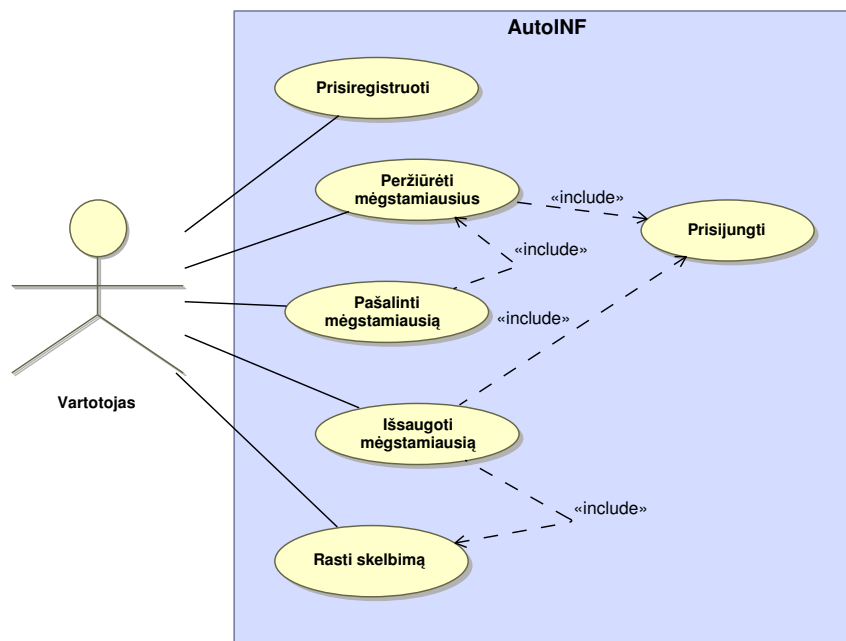 AutoINF
Prisiregistruoti
Peržiūrėti
mėgstamiausius
«include»
Prisijungti
«include»
Pašalinti
mėgstamiausią
«include»
Vartotojas
Išsaugoti
mėgstamiausią
«include»
Rasti skelbimą